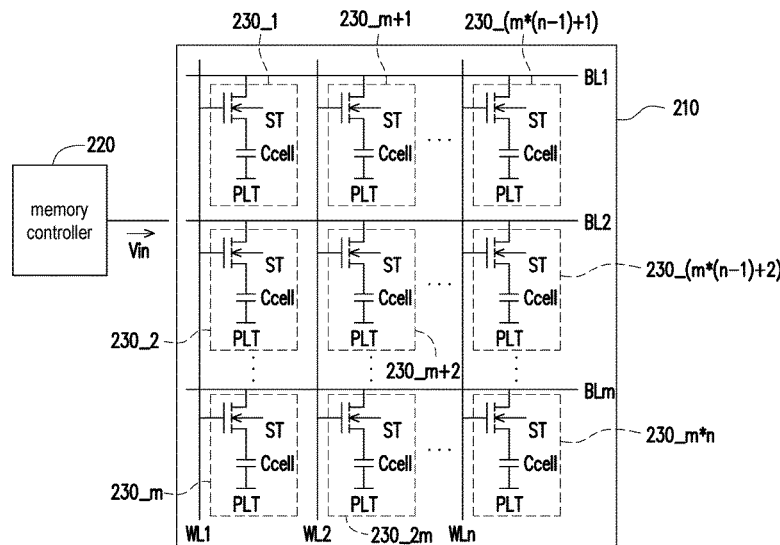 230_1
230_m+1
230_(m*(n-1)+1)
BL1
210
ST
ST
ST
Ccell
Ccell
Ccell
...
PLT
PLT
PLT
220
memory
controller
Vin
BL2
ST
ST
ST
Ccell
Ccell
Ccell
...
230_(m*(n-1)+2)
230_2
PLT
PLT
PLT
230_m+2
BLm
ST
ST
ST
Ccell
Ccell
Ccell
...
230_m*n
230_m
PLT
PLT
PLT
WL1
WL2
230_2m
WLn